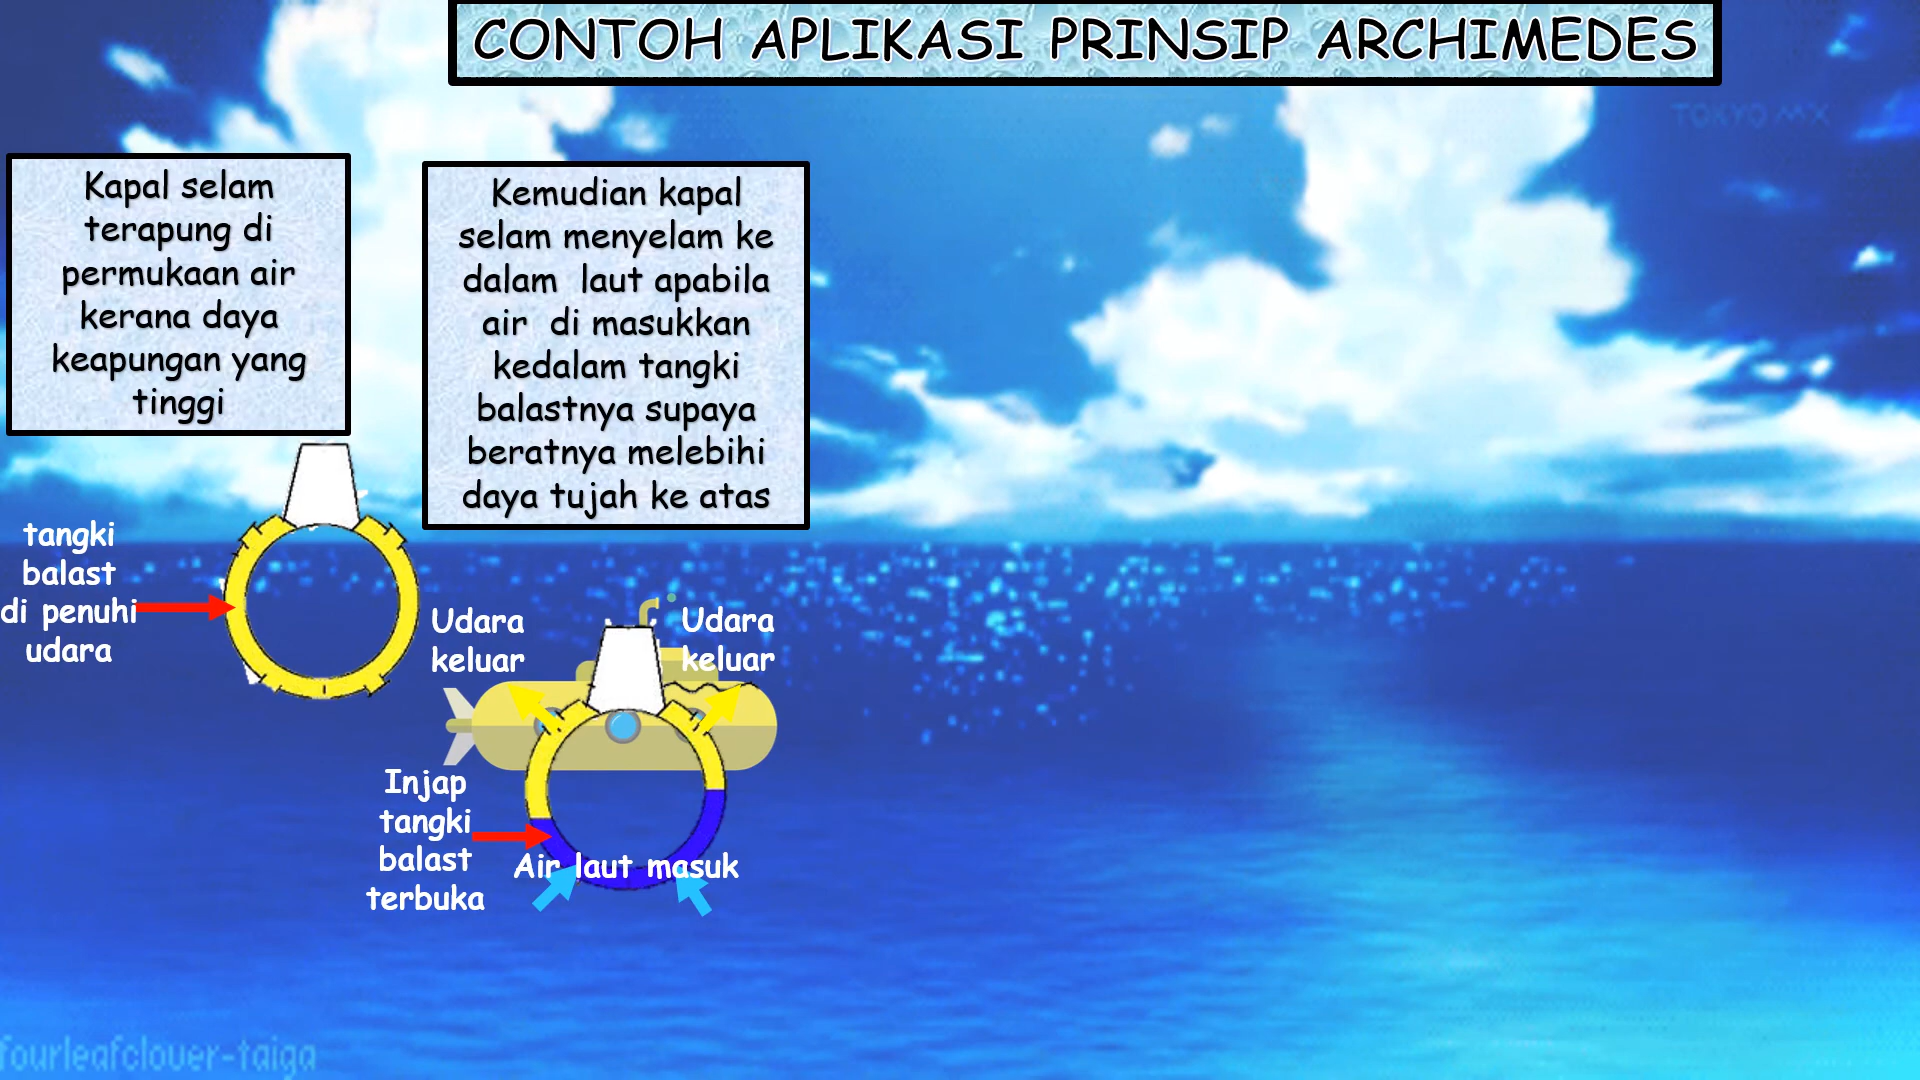 CONTOH APLIKASI PRINSIP ARCHIMEDES
TOKYO MX
Kapal selam
terapung di
permukaan air
kerana daya
keapungan yang
tinggi
Kemudian kapal
selam menyelam ke
dalam laut apabila
air di masukkan
kedalam tangki
balastnya supaya
beratnya melebihi
daya tujah ke atas
tangki
balast
di penuhi
udara
Udara
keluar
Udara
keluar
Injap
tangki
balast
terbuka
Air laut masuk
fourleafclover-taiga